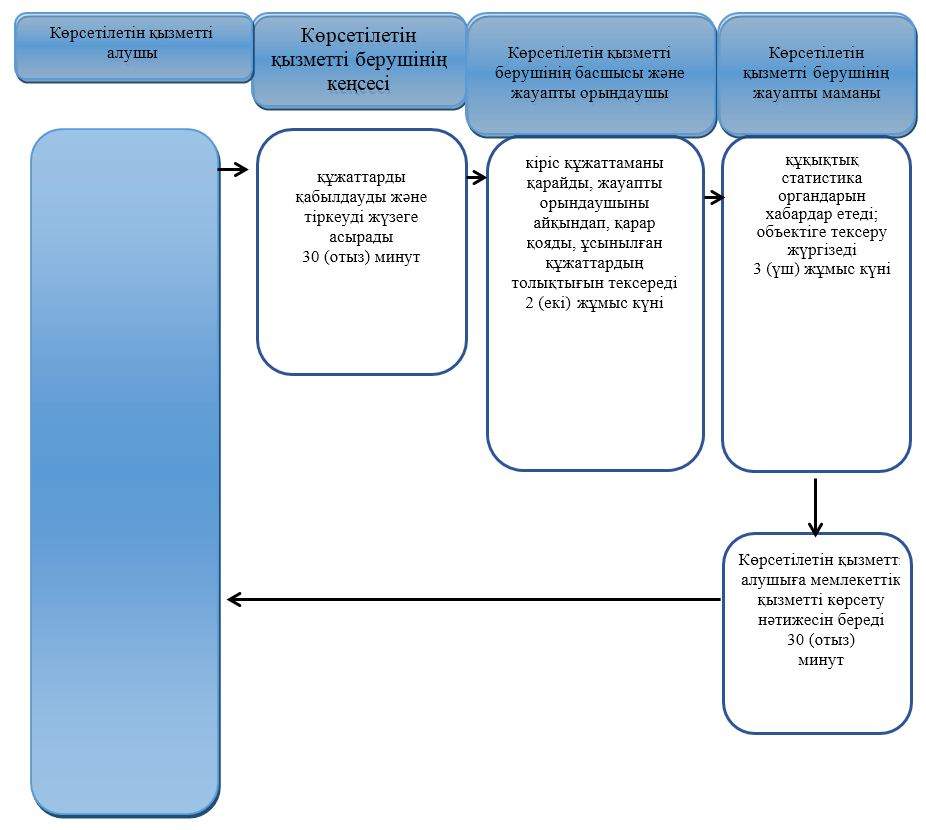 Көрсетілетін қызметті
алушы
Көрсетілетін
қызметті берушінің
кеңсесі
Көрсетілетін қызметті
берушінің басшысы және
жауапты орындаушы
Көрсетілетін
қызметті берушінің
жауапты маманы
құжаттарды
қабылдауды және
тіркеуді жүзеге
асырады
30 (отыз) минут
кіріс құжаттаманы
қарайды, жауапты
орындаушыны
айқындап, қарар
қояды, ұсынылған
құжаттардың
толықтығын тексереді
2 (екі) жұмыс күні
құқықтық
статистика
органдарын
хабардар етеді;
объектіге тексеру
жүргізеді
3 (үш) жұмыс күні
Көрсетілетін қызметті
алушыға мемлекеттік
қызметті көрсету
нәтижесін береді
30 (отыз)
минут